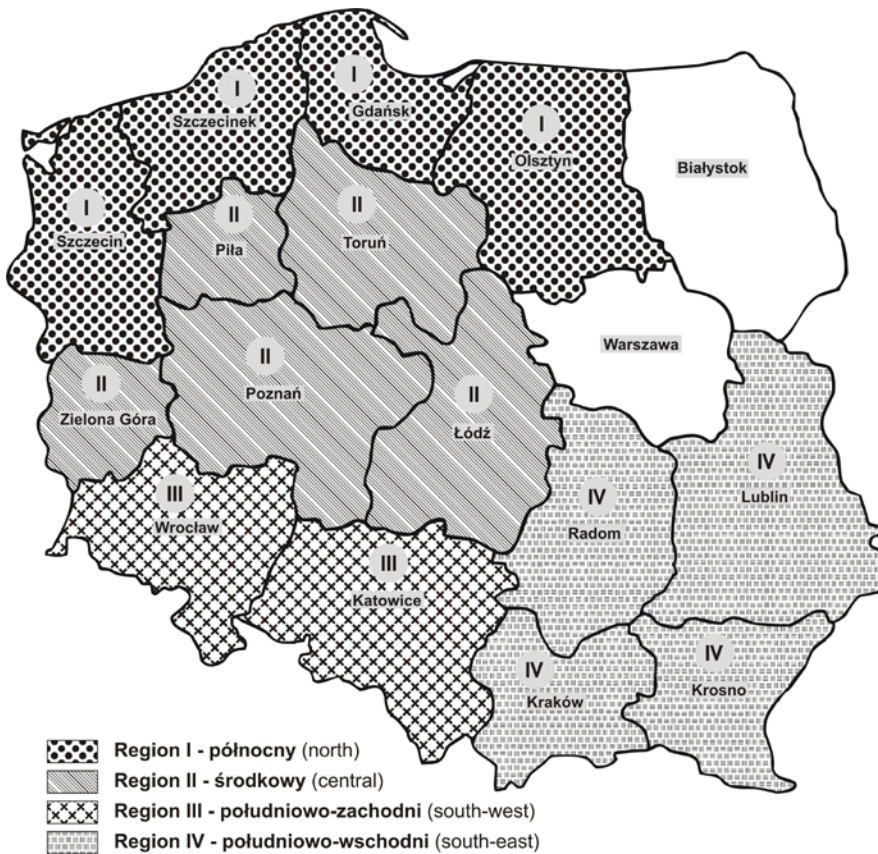 I
Szczecinek
I
Gdańsk
I
Olsztyn
Białystok
I
Szczecin
II
Piła
II
Toruń
Warszawa
II
Zielona Góra
II
Poznań
II
Łódź
III
Wrocław
IV
Radom
IV
Lublin
III
Katowice
IV
Kraków
IV
Krosno
Region I - północny (north)
Region II - środkowy (central)
Region III - południowo-zachodni (south-west)
Region IV - południowo-wschodni (south-east)